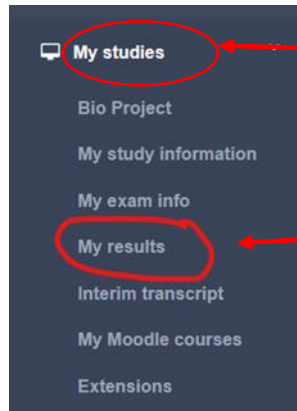 My studies
Bio Project
My study information
My exam info
My results
Interim transcript
My Moodle courses
Extensions